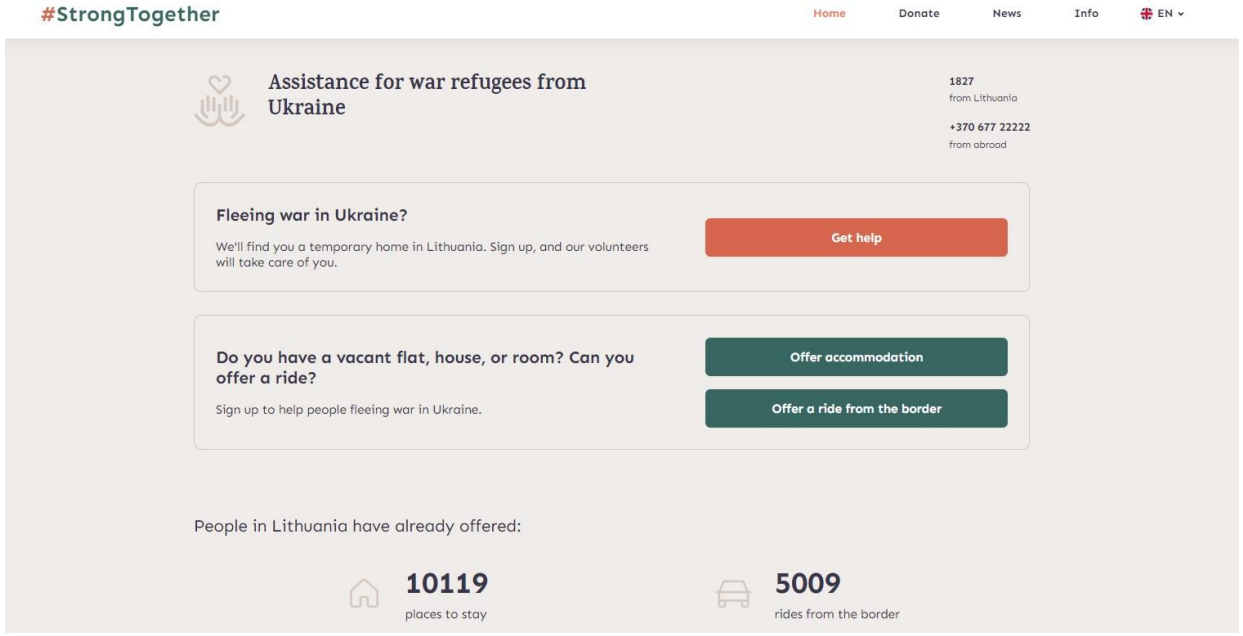 #StrongTogether
Home
Donate
News
Info
EN
Assistance for war refugees from
Ukraine
1827
from Lithuania
+370 677 22222
from abroad
Fleeing war in Ukraine?
We'll find you a temporary home in Lithuania. Sign up, and our volunteers
will take care of you.
Get help
Do you have a vacant flat, house, or room? Can you
offer a ride?
Sign up to help people fleeing war in Ukraine.
Offer accommodation
Offer a ride from the border
People in Lithuania have already offered:
10119
places to stay
5009
rides from the border